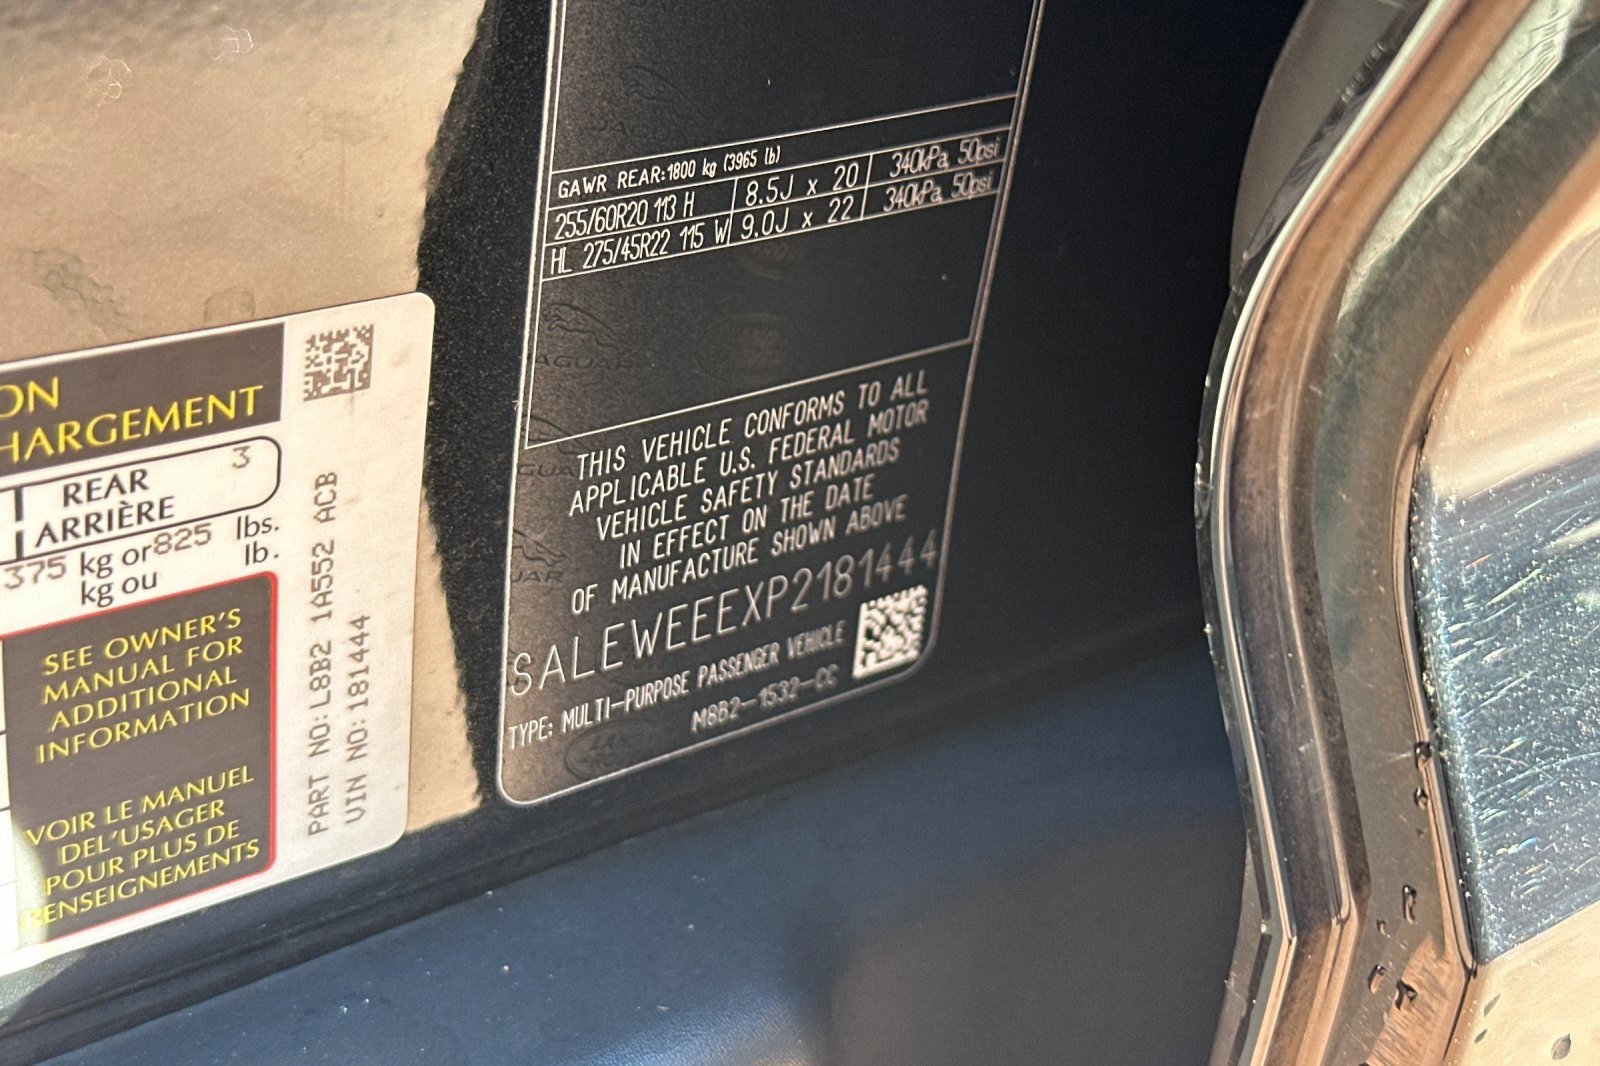 ON
HARGEMENT
REAR 3
ARRIÈRE
375 kg or 825 lbs.
kg ou lb.
SEE OWNER'S
MANUAL FOR
ADDITIONAL
INFORMATION
VOIR LE MANUEL
DEL'USAGER
POUR PLUS DE
RENSEIGNEMENTS
PART NO:L8B2 1A552 ACB
VIN NO:181444
GAWR REAR:1800 kg (3965 lb)
255/60R20 113 H 8.5J x 20 340kPa, 50psi
HL 275/45R22 115 W 9.0J x 22 340kPa, 50psi
THIS VEHICLE CONFORMS TO ALL
APPLICABLE U.S. FEDERAL MOTOR
VEHICLE SAFETY STANDARDS
IN EFFECT ON THE DATE
OF MANUFACTURE SHOWN ABOVE
SALEWEEEXP2181444
TYPE: MULTI-PURPOSE PASSENGER VEHICLE
M8B2-1532-CC
JAGUAR
JAGUAR